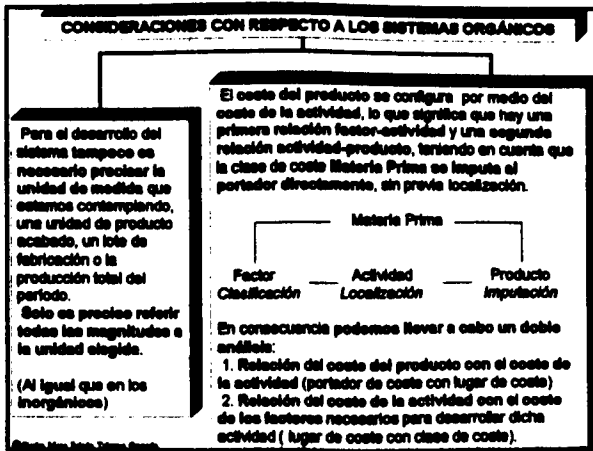 CONSIDERACIONES CON RESPECTO A LOS SISTEMAS ORGÁNICOS
Para el desarrollo del
sistema tampoco es
necesario precisar la
unidad de medida que
estamos contemplando,
una unidad de producto
acabado, un lote de
fabricación o la
producción total del
período.
Solo es preciso referir
todas las magnitudes a
la unidad elegida.
(Al igual que en los
inorgánicos)
El coste del producto se configura por medio del
coste de la actividad, lo que significa que hay una
primera relación factor-actividad y una segunda
relación actividad-producto, teniendo en cuenta que
la clase de coste Materia Prima se imputa al
portador directamente, sin previa localización.
Materia Prima
Factor Actividad Producto
Clasificación Localización Imputación
En consecuencia podemos llevar a cabo un doble
análisis:
1. Relación del coste del producto con el coste de
la actividad (portador de coste con lugar de coste)
2. Relación del coste de la actividad con el coste
de los factores necesarios para desarrollar dicha
actividad ( lugar de coste con clase de coste).